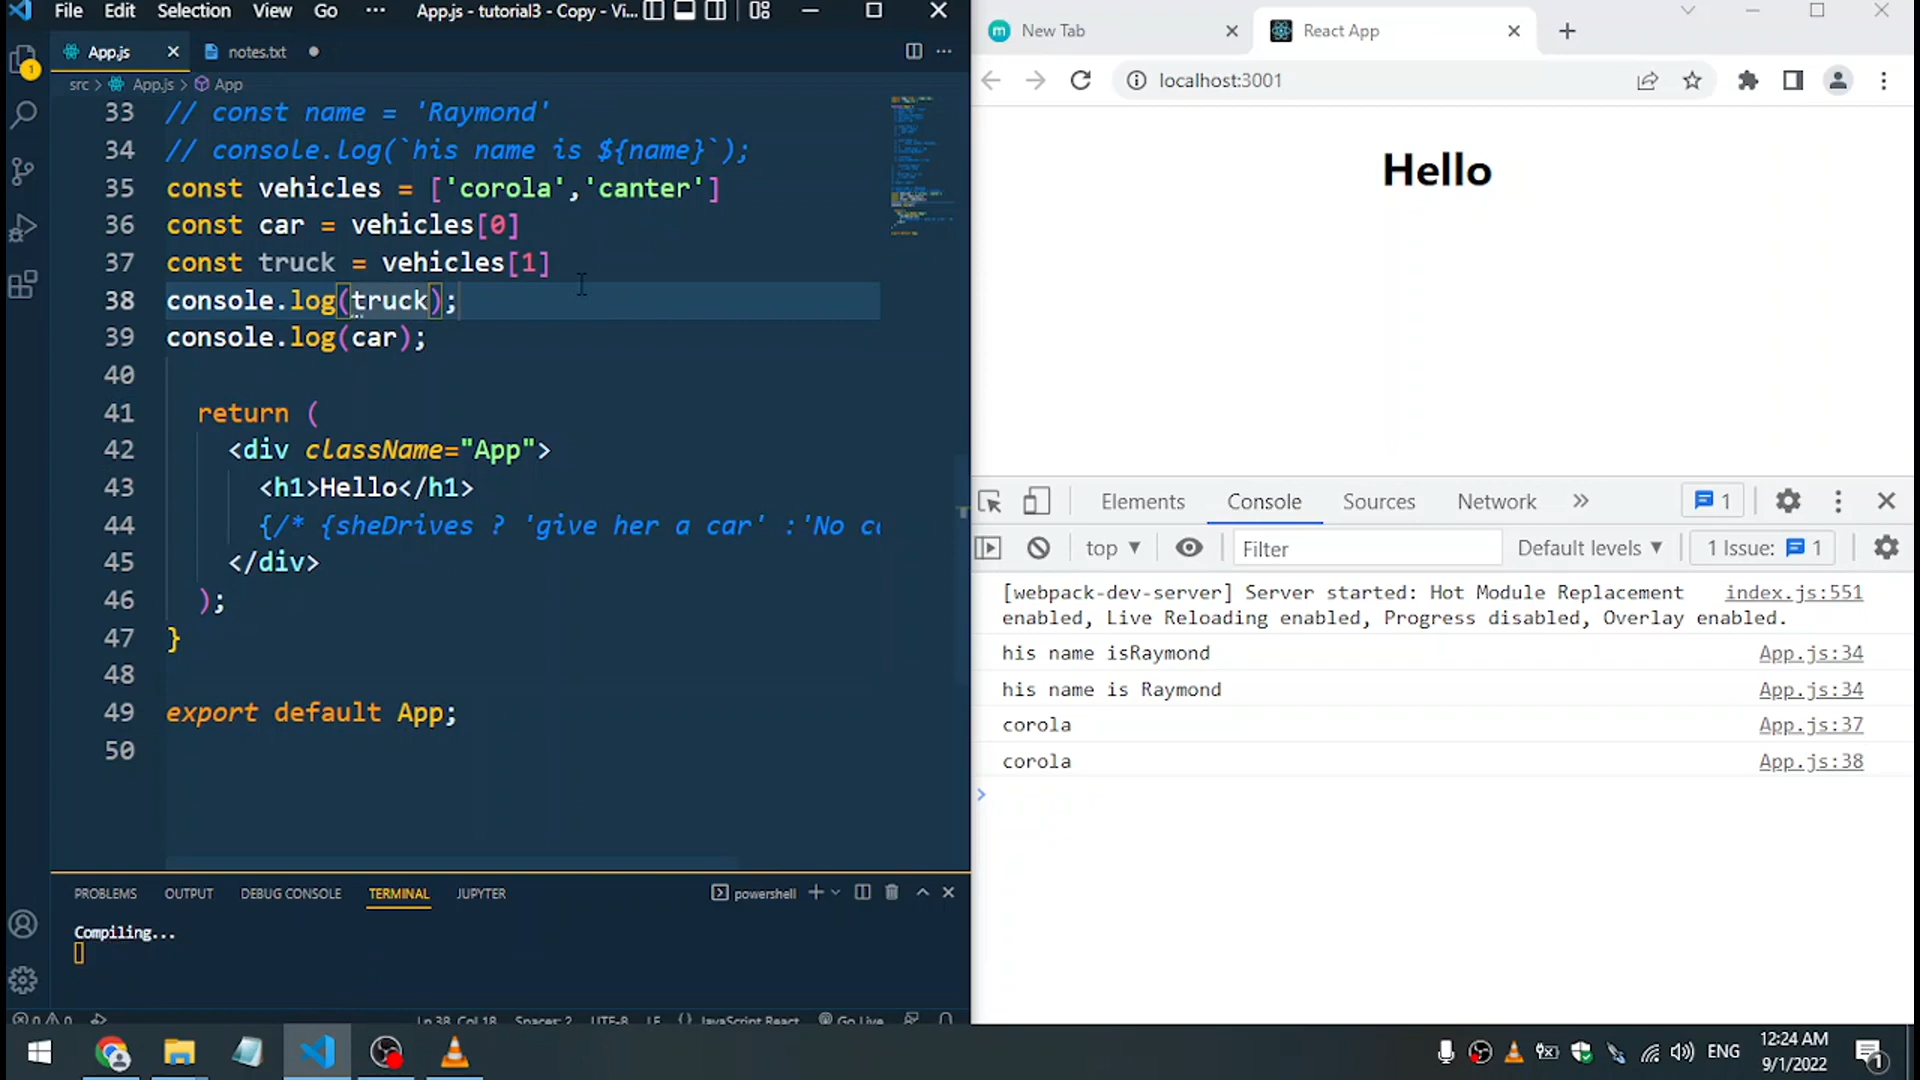 File Edit Selection View Go ··· App.js - tutorial3 - Copy - Vi...
App.js notes.txt
src > App.js > App
33 // const name = 'Raymond'
34 // console.log(`his name is ${name}`);
35 const vehicles = ['corola','canter']
36 const car = vehicles[0]
37 const truck = vehicles[1]
38 console.log(truck);
39 console.log(car);
40
41 return (
42 <div className="App">
43 <h1>Hello</h1>
44 {/* {sheDrives ? 'give her a car' :'No c
45 </div>
46 );
47 }
48
49 export default App;
50
PROBLEMS OUTPUT DEBUG CONSOLE TERMINAL JUPYTER powershell
Compiling...
Ln 38, Col 18 Spaces: 2 UTF-8 LF {} JavaScript React Go Live
New Tab React App
localhost:3001
Hello
Elements Console Sources Network » 1
top ▼ Filter Default levels ▼ 1 Issue: 1
[webpack-dev-server] Server started: Hot Module Replacement index.js:551
enabled, Live Reloading enabled, Progress disabled, Overlay enabled.
his name isRaymond App.js:34
his name is Raymond App.js:34
corola App.js:37
corola App.js:38
ENG 12:24 AM
9/1/2022